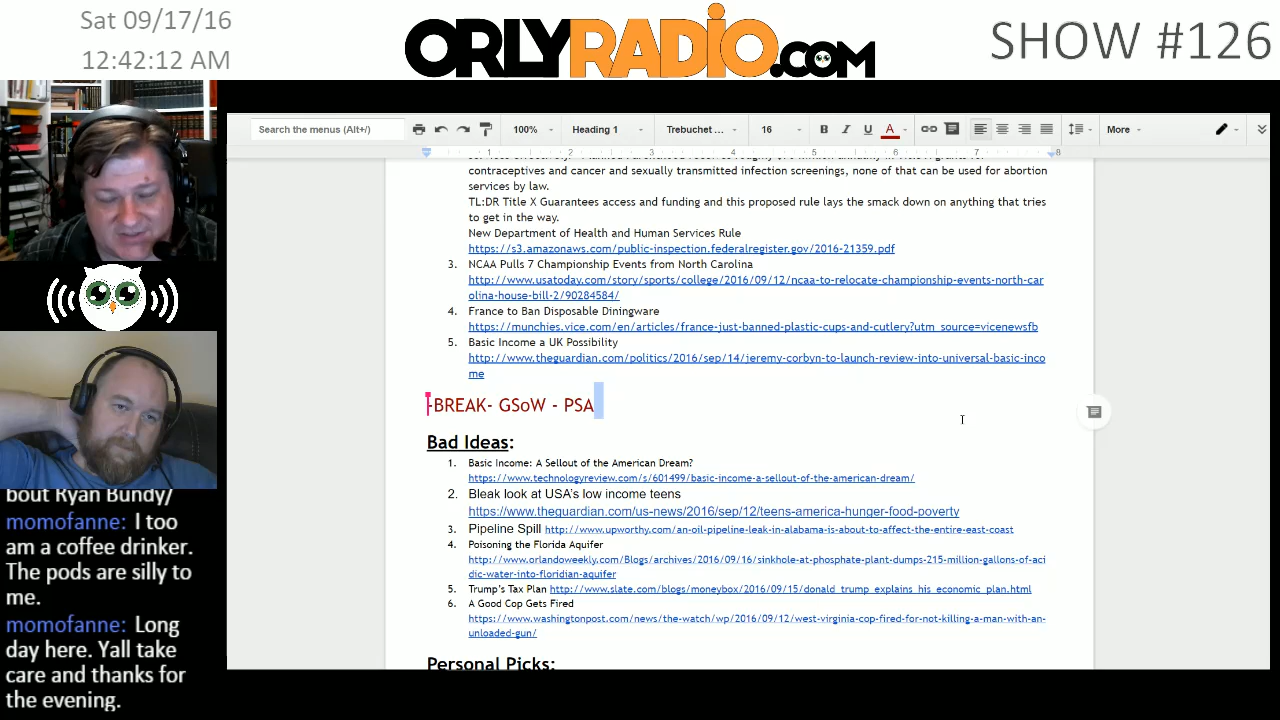 Sat 09/17/16
12:42:12 AM
ORLYRADIO.COM
SHOW #126
Search the menus (Alt+/)
100%
Heading 1
Trebuchet ...
16
B I U A
More
1 2 3 4 5 6 7 8
contraceptives and cancer and sexually transmitted infection screenings, none of that can be used for abortion
services by law.
TL:DR Title X Guarantees access and funding and this proposed rule lays the smack down on anything that tries
to get in the way.
New Department of Health and Human Services Rule
https://s3.amazonaws.com/public-inspection.federalregister.gov/2016-21359.pdf
3. NCAA Pulls 7 Championship Events from North Carolina
http://www.usatoday.com/story/sports/college/2016/09/12/ncaa-to-relocate-championship-events-north-car
olina-house-bill-2/90284584/
4. France to Ban Disposable Diningware
https://munchies.vice.com/en/articles/france-just-banned-plastic-cups-and-cutlery?utm_source=vicenewsfb
5. Basic Income a UK Possibility
http://www.theguardian.com/politics/2016/sep/14/jeremy-corbyn-to-launch-review-into-universal-basic-inco
me
-BREAK- GSoW - PSA
Bad Ideas:
1. Basic Income: A Sellout of the American Dream?
https://www.technologyreview.com/s/601499/basic-income-a-sellout-of-the-american-dream/
2. Bleak look at USA's low income teens
https://www.theguardian.com/us-news/2016/sep/12/teens-america-hunger-food-poverty
3. Pipeline Spill http://www.upworthy.com/an-oil-pipeline-leak-in-alabama-is-about-to-affect-the-entire-east-coast
4. Poisoning the Florida Aquifer
http://www.orlandoweekly.com/Blogs/archives/2016/09/16/sinkhole-at-phosphate-plant-dumps-215-million-gallons-of-aci
dic-water-into-floridian-aquifer
5. Trump's Tax Plan http://www.slate.com/blogs/moneybox/2016/09/15/donald_trump_explains_his_economic_plan.html
6. A Good Cop Gets Fired
https://www.washingtonpost.com/news/the-watch/wp/2016/09/12/west-virginia-cop-fired-for-not-killing-a-man-with-an-
unloaded-gun/
Personal Picks:
bout Ryan Bundy/
momofanne: I too
am a coffee drinker.
The pods are silly to
me.
momofanne: Long
day here. Yall take
care and thanks for
the evening.